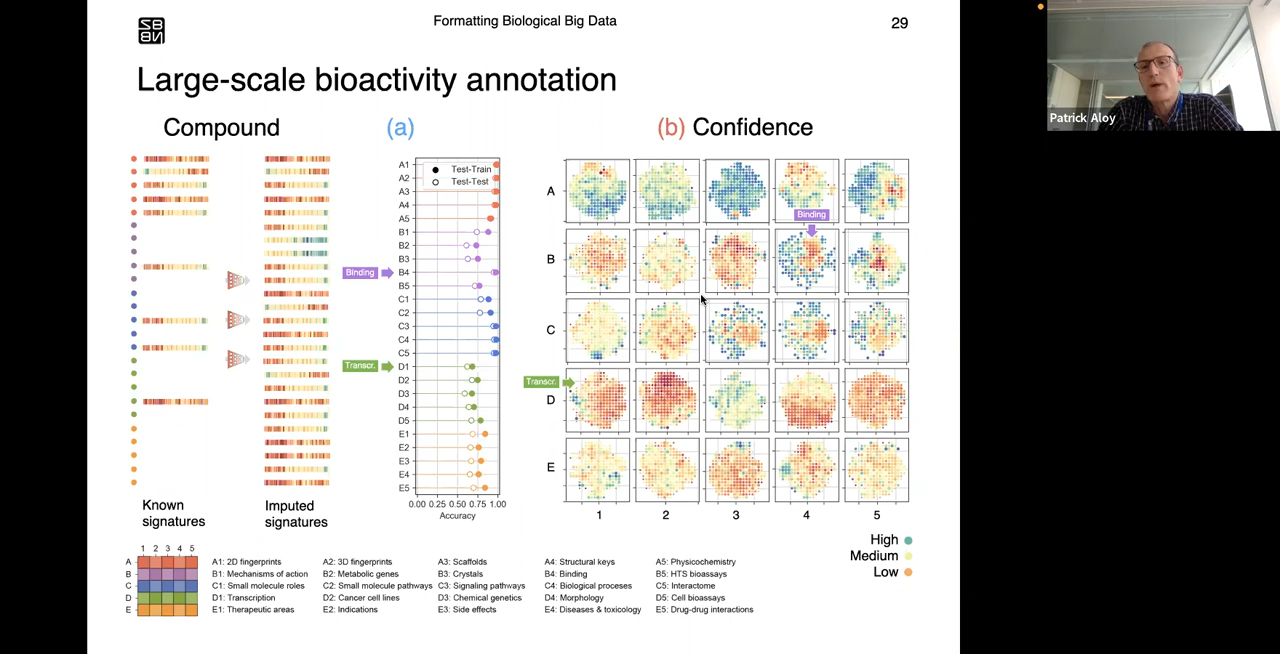 SB
NB
Formatting Biological Big Data
29
Patrick Aloy
Large-scale bioactivity annotation
Compound
(a)
(b) Confidence
A1
A2
A3
A4
A5
B1
B2
B3
B4
B5
C1
C2
C3
C4
C5
D1
D2
D3
D4
D5
E1
E2
E3
E4
E5
Test-Train
Test-Test
Binding
Transcr.
0.00 0.25 0.50 0.75 1.00
Accuracy
Known
signatures
Imputed
signatures
A
B
C
D
E
Binding
Transcr.
1 2 3 4 5
High
Medium
Low
1 2 3 4 5
A A1: 2D fingerprints A2: 3D fingerprints A3: Scaffolds A4: Structural keys A5: Physicochemistry
B B1: Mechanisms of action B2: Metabolic genes B3: Crystals B4: Binding B5: HTS bioassays
C C1: Small molecule roles C2: Small molecule pathways C3: Signaling pathways C4: Biological proceses C5: Interactome
D D1: Transcription D2: Cancer cell lines D3: Chemical genetics D4: Morphology D5: Cell bioassays
E E1: Therapeutic areas E2: Indications E3: Side effects E4: Diseases & toxicology E5: Drug-drug interactions